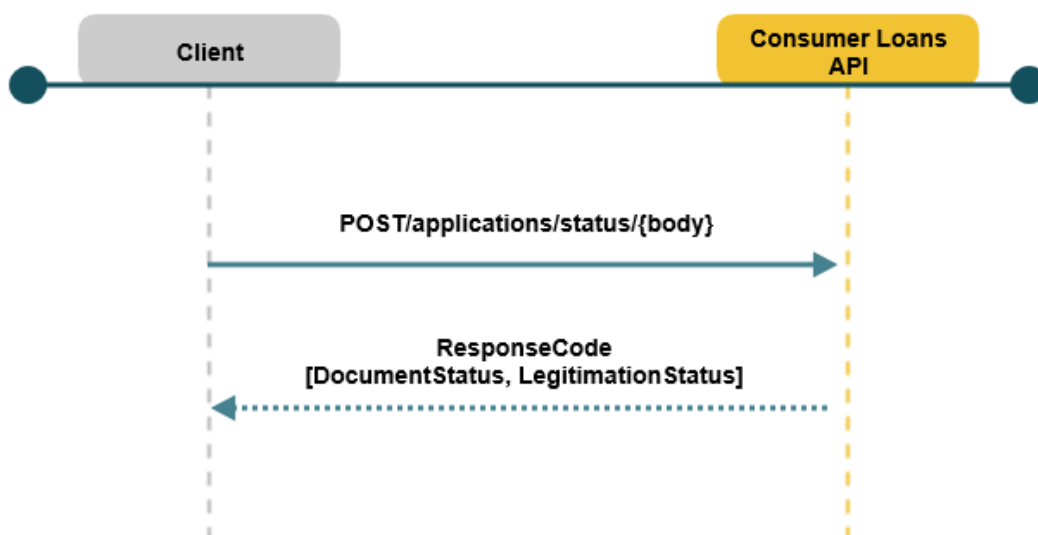 Client
Consumer Loans
API
POST/applications/status/{body}
ResponseCode
[DocumentStatus, LegitimationStatus]